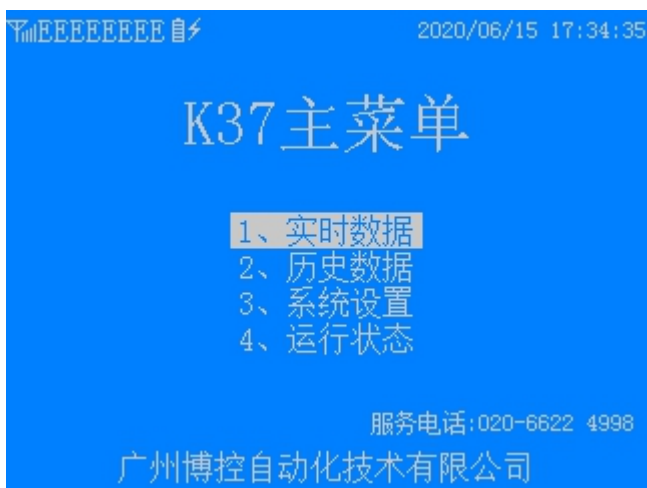 EEEEEEEEE 2020/06/15 17:34:35
K37主菜单
1、实时数据
2、历史数据
3、系统设置
4、运行状态
服务电话:020-6622 4998
广州博控自动化技术有限公司